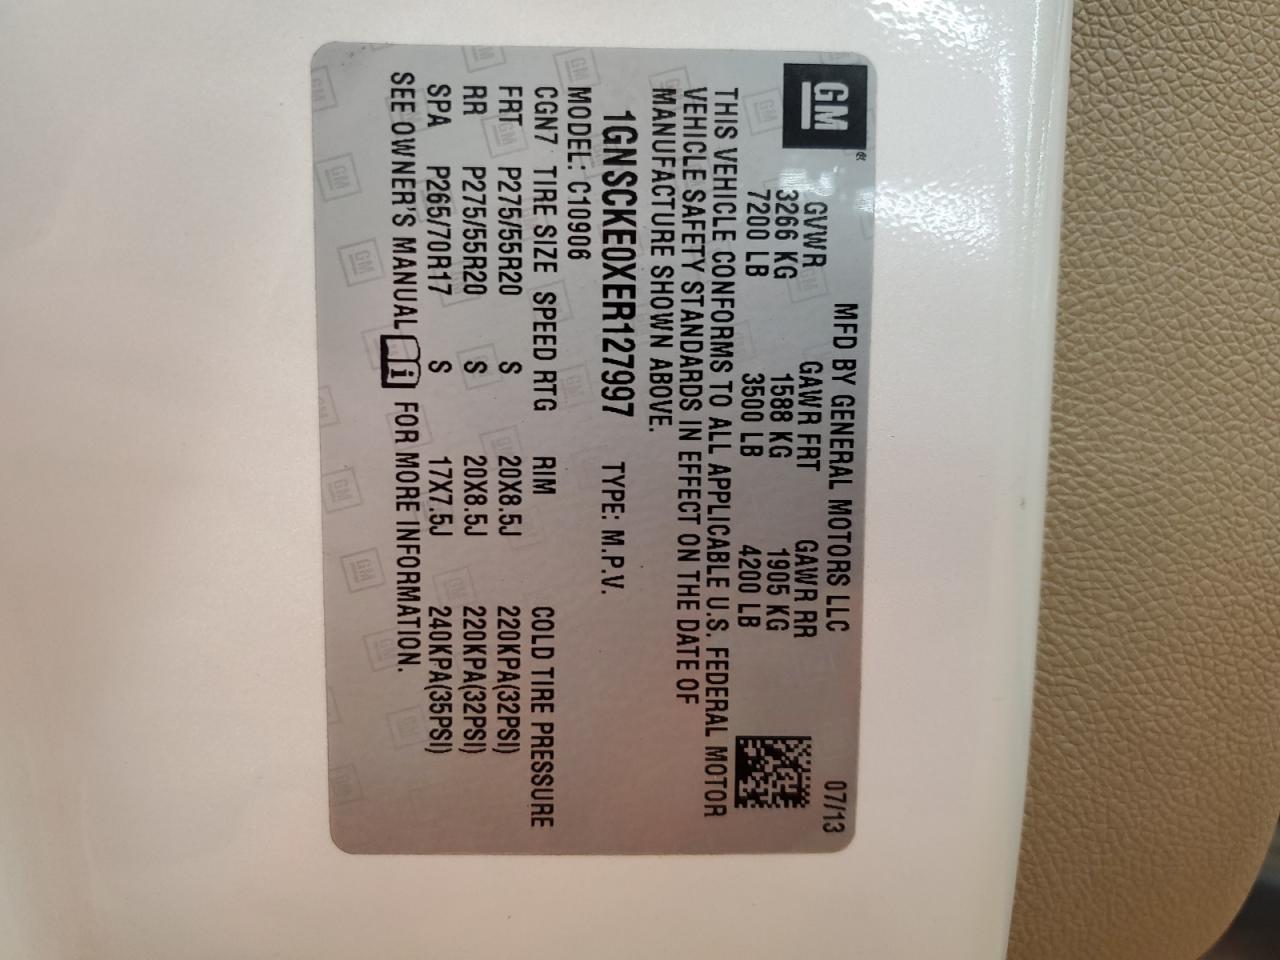 GM
MFD BY GENERAL MOTORS LLC 07/13
GVWR GAWR FRT GAWR RR
3266 KG 1588 KG 1905 KG
7200 LB 3500 LB 4200 LB
THIS VEHICLE CONFORMS TO ALL APPLICABLE U.S. FEDERAL MOTOR
VEHICLE SAFETY STANDARDS IN EFFECT ON THE DATE OF
MANUFACTURE SHOWN ABOVE.
1GNSCKE0XER127997 TYPE: M.P.V.
MODEL: C10906
CGN7 TIRE SIZE SPEED RTG RIM COLD TIRE PRESSURE
FRT P275/55R20 S 20X8.5J 220KPA(32PSI)
RR P275/55R20 S 20X8.5J 220KPA(32PSI)
SPA P265/70R17 S 17X7.5J 240KPA(35PSI)
SEE OWNER'S MANUAL i FOR MORE INFORMATION.